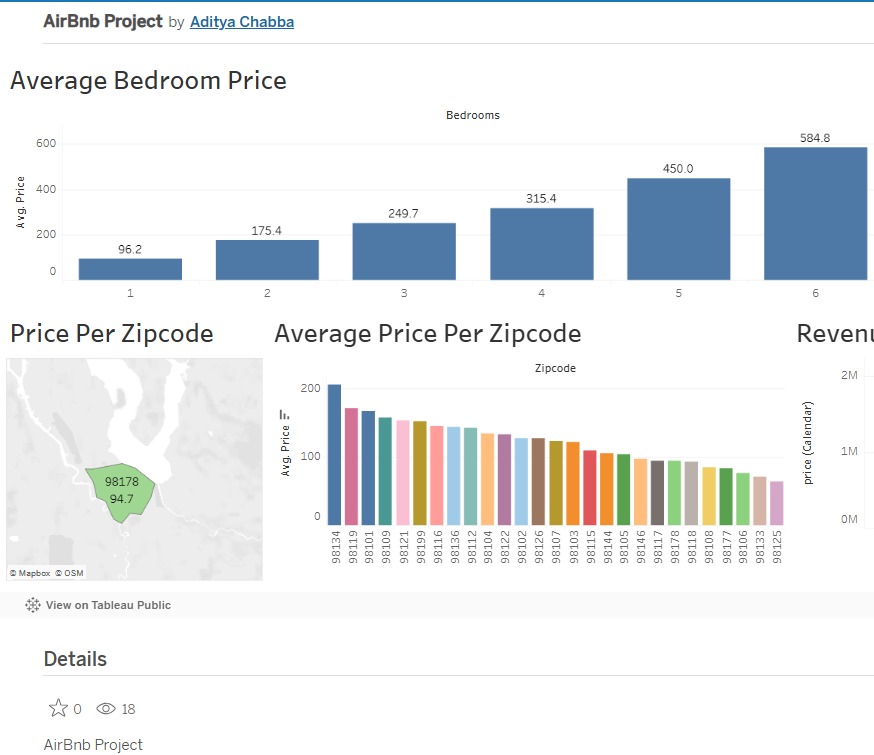 AirBnb Project by Aditya Chabba
Average Bedroom Price
Bedrooms
Avg. Price
600
400
200
0
96.2
175.4
249.7
315.4
450.0
584.8
1
2
3
4
5
6
Price Per Zipcode
98178
94.7
© Mapbox © OSM
Average Price Per Zipcode
Zipcode
Avg. Price
200
100
0
98134
98119
98101
98109
98121
98199
98116
98136
98112
98104
98122
98102
98126
98107
98103
98115
98144
98105
98146
98117
98178
98118
98108
98177
98106
98133
98125
Revenu
price (Calendar)
2M
1M
0M
View on Tableau Public
Details
0 18
AirBnb Project